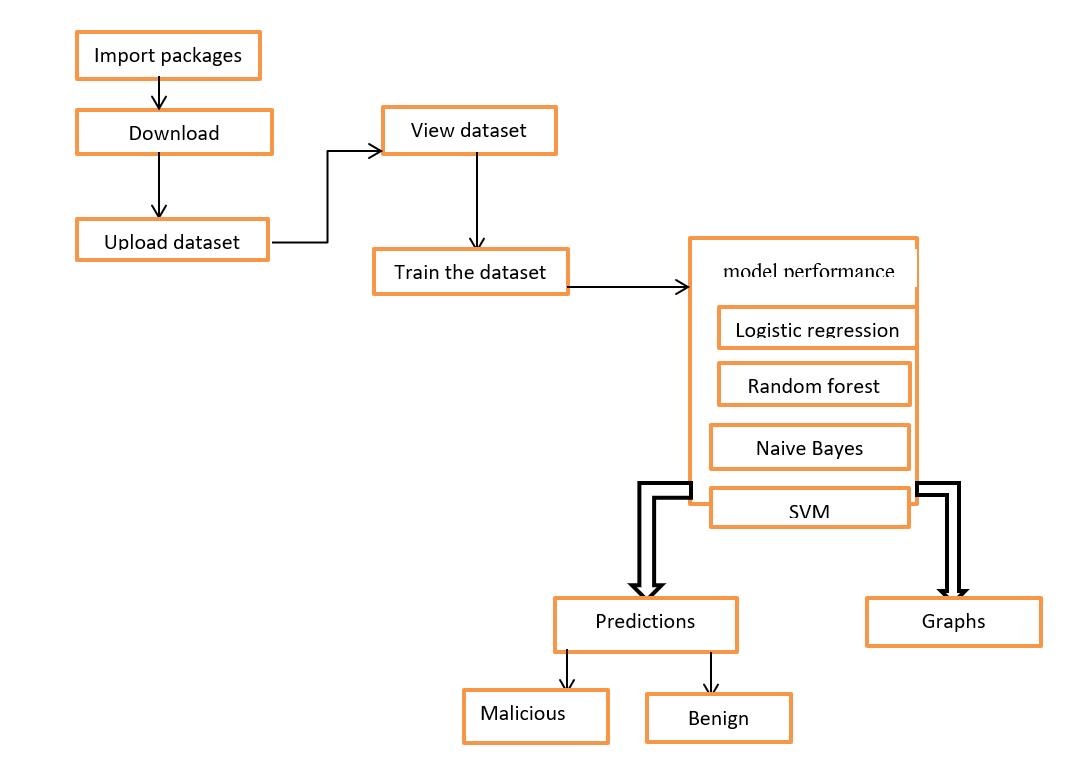 Import packages
Download
Upload dataset
View dataset
Train the dataset
model performance
Logistic regression
Random forest
Naive Bayes
SVM
Predictions
Graphs
Malicious
Benign